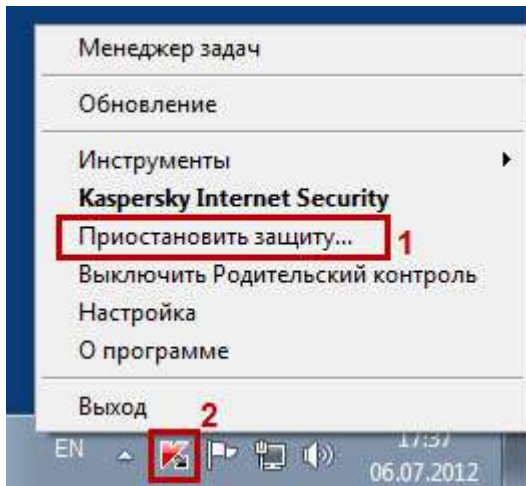 Менеджер задач
Обновление
Инструменты
Kaspersky Internet Security
Приостановить защиту... 1
Выключить Родительский контроль
Настройка
О программе
Выход
2
EN 17:37
06.07.2012